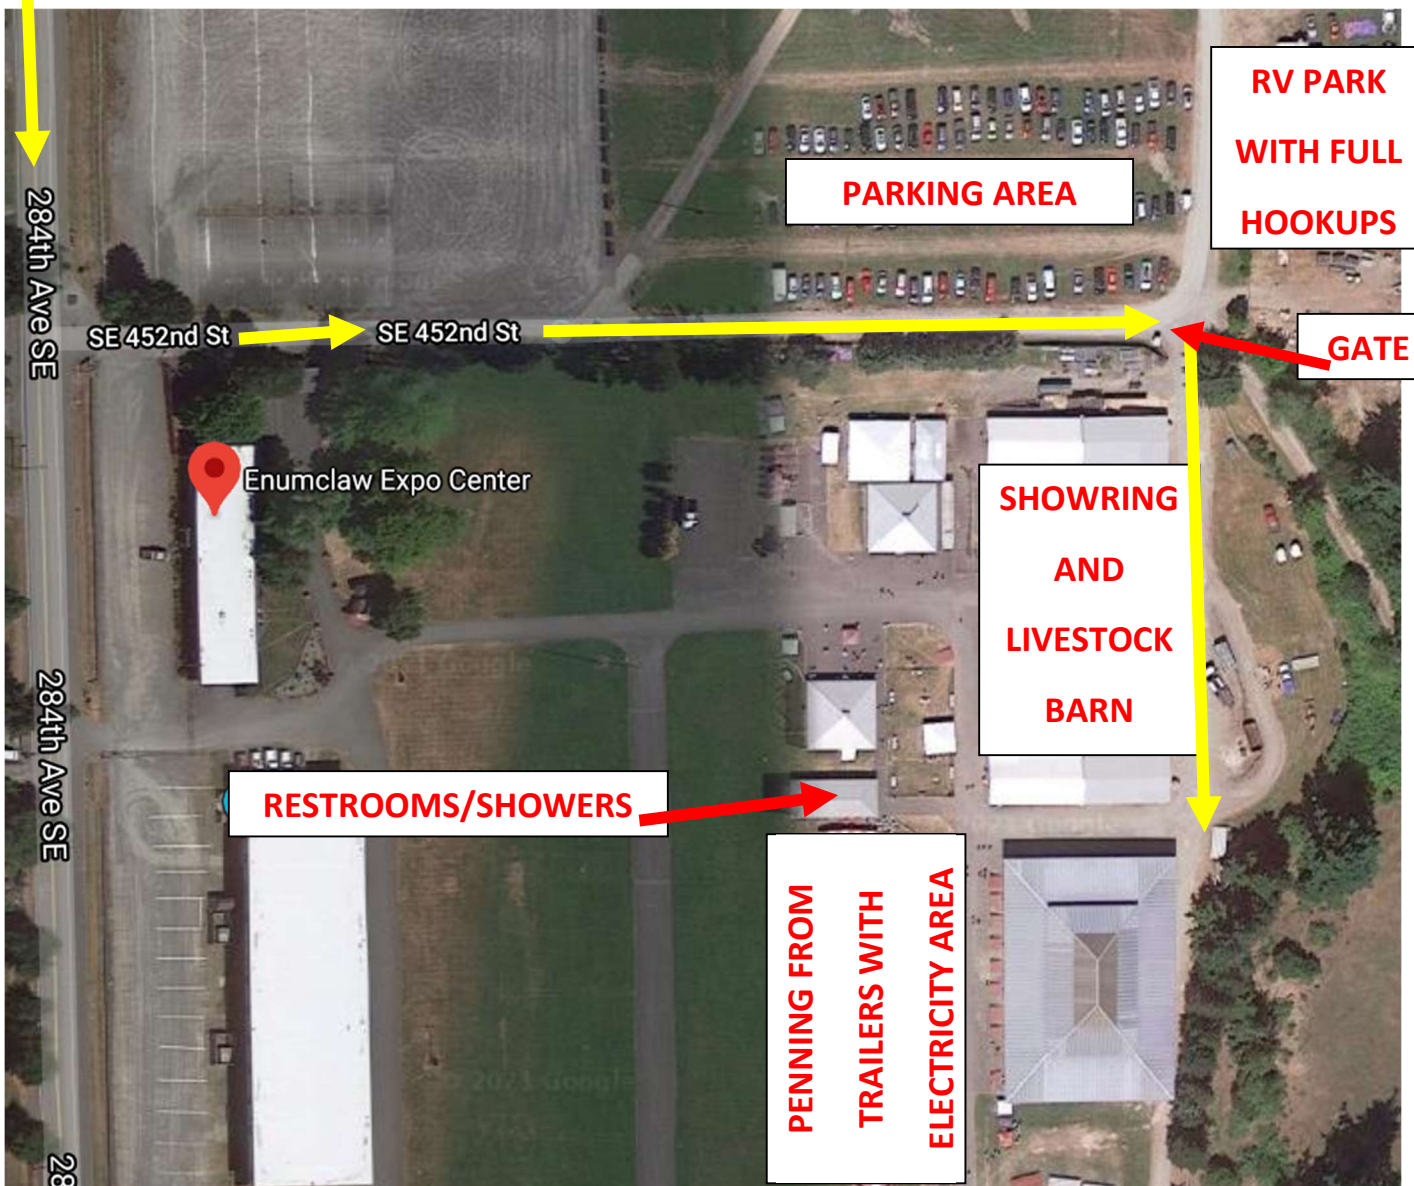 RV PARK
WITH FULL
HOOKUPS
PARKING AREA
284th Ave SE
SE 452nd St
SE 452nd St
GATE
Enumclaw Expo Center
SHOWRING
AND
LIVESTOCK
BARN
284th Ave SE
RESTROOMS/SHOWERS
PENNING FROM
TRAILERS WITH
ELECTRICITY AREA
28